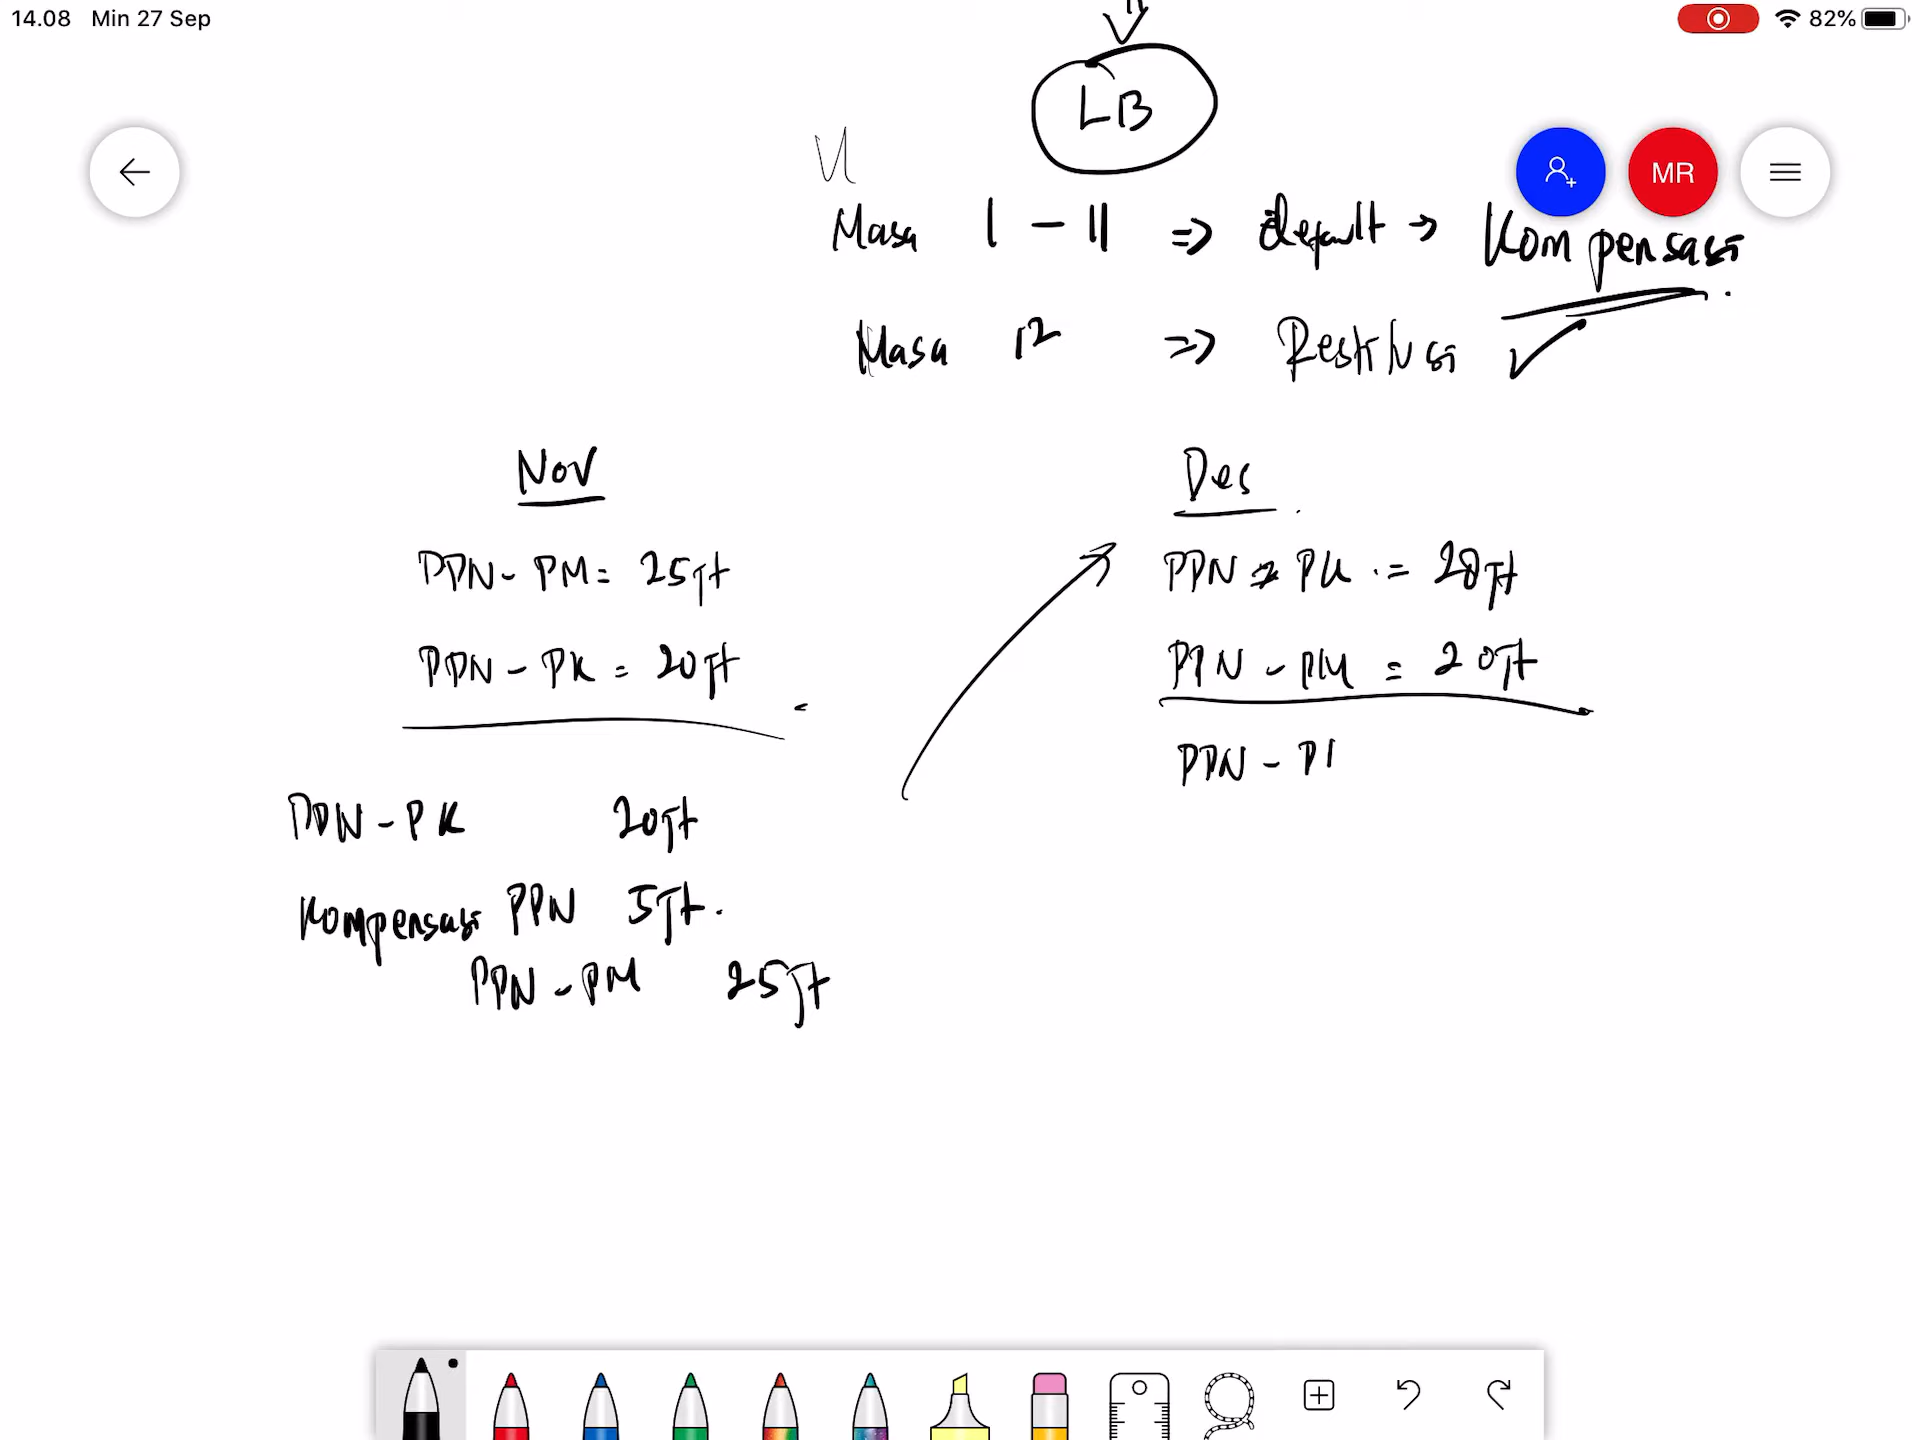 14.08 Min 27 Sep
82%
LB
MR
Masa 1 - 11 => default → Kompensasi
Masa 12 => Restitusi ✓
Nov
PPN - PM = 25jt
PPN - PK = 20jt
PPN - PK 20jt
Kompensasi PPN 5jt.
PPN - PM 25jt
Des
PPN - PK = 28jt
PPN - PM = 20jt
PPN - P